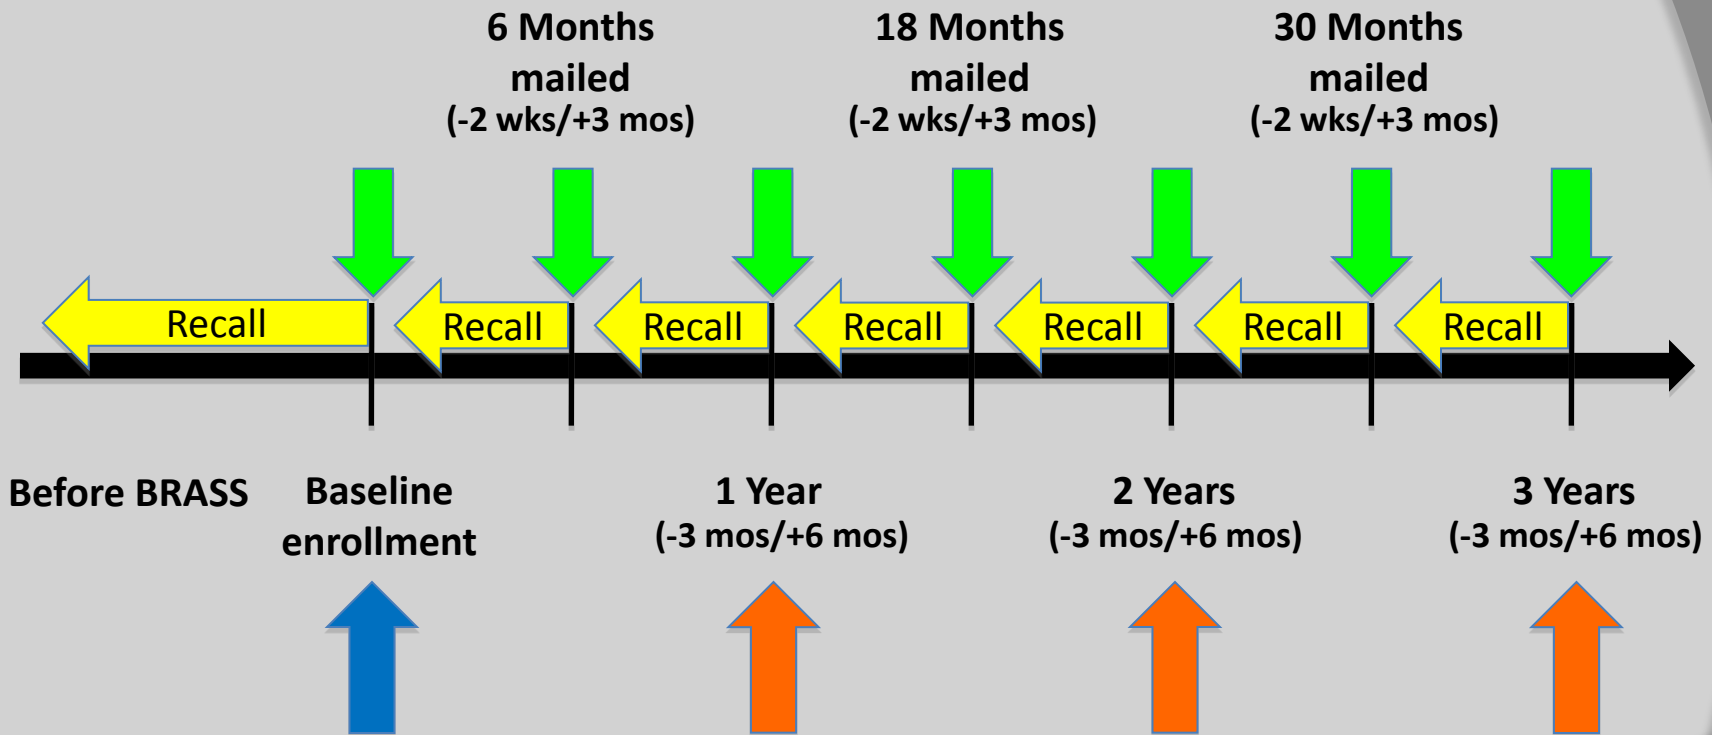 6 Months
mailed
(-2 wks/+3 mos)
18 Months
mailed
(-2 wks/+3 mos)
30 Months
mailed
(-2 wks/+3 mos)
Recall
Recall
Recall
Recall
Recall
Recall
Recall
Before BRASS
Baseline
enrollment
1 Year
(-3 mos/+6 mos)
2 Years
(-3 mos/+6 mos)
3 Years
(-3 mos/+6 mos)